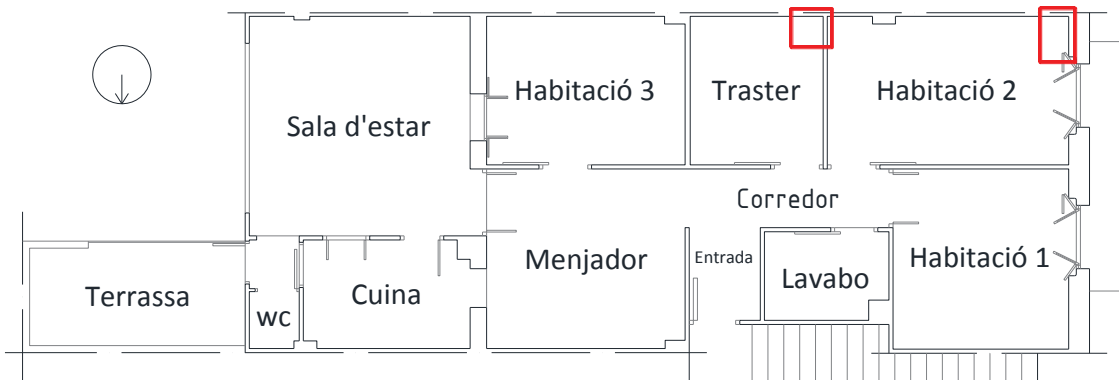 Habitació 3
Traster
Habitació 2
Sala d'estar
Corredor
Menjador
Entrada
Habitació 1
Lavabo
Terrassa
Cuina
wc